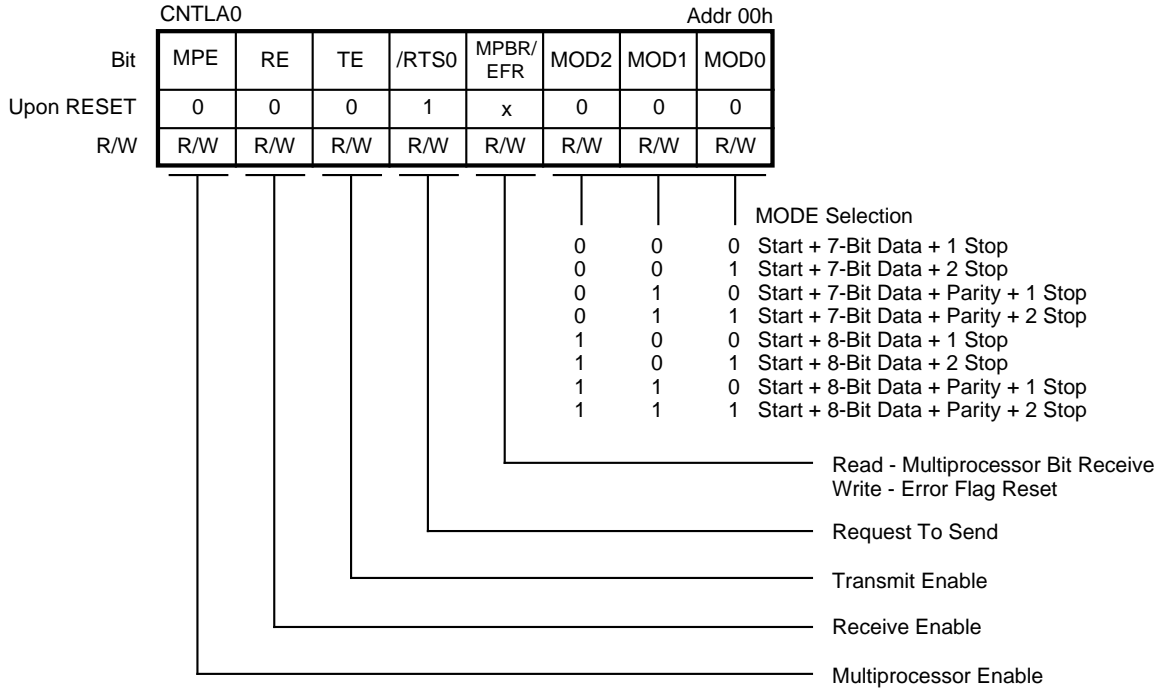 CNTLA0 Addr 00h
Bit MPE RE TE /RTS0 MPBR/ EFR MOD2 MOD1 MOD0
Upon RESET 0 0 0 1 x 0 0 0
R/W R/W R/W R/W R/W R/W R/W R/W R/W
MODE Selection
0 0 0 Start + 7-Bit Data + 1 Stop
0 0 1 Start + 7-Bit Data + 2 Stop
0 1 0 Start + 7-Bit Data + Parity + 1 Stop
0 1 1 Start + 7-Bit Data + Parity + 2 Stop
1 0 0 Start + 8-Bit Data + 1 Stop
1 0 1 Start + 8-Bit Data + 2 Stop
1 1 0 Start + 8-Bit Data + Parity + 1 Stop
1 1 1 Start + 8-Bit Data + Parity + 2 Stop
Read - Multiprocessor Bit Receive
Write - Error Flag Reset
Request To Send
Transmit Enable
Receive Enable
Multiprocessor Enable